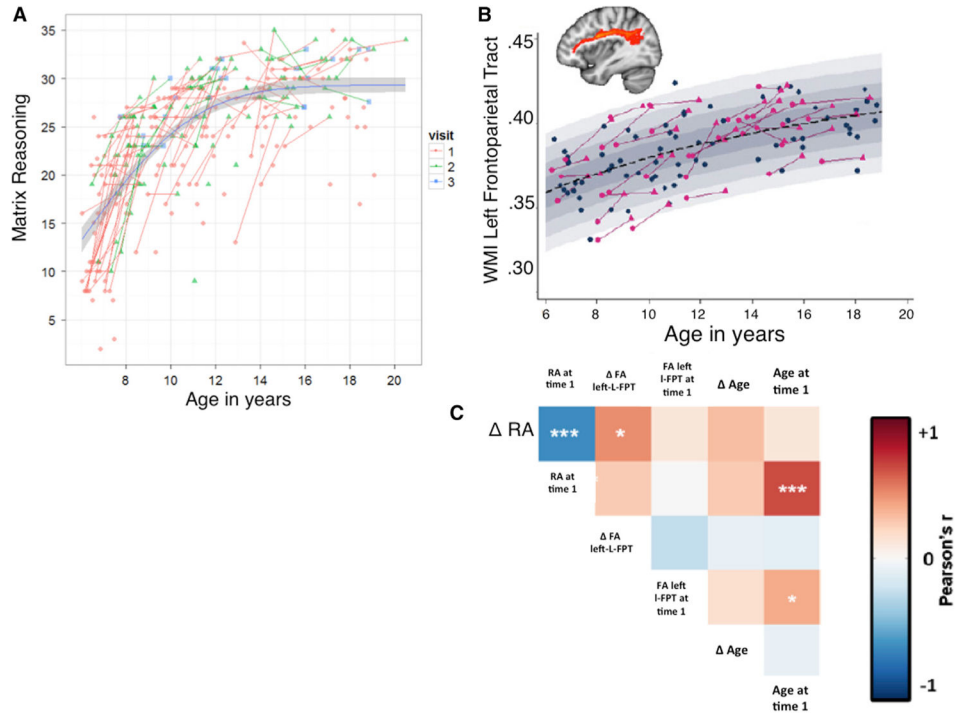 A
Matrix Reasoning
35
30
25
20
15
10
5
8 10 12 14 16 18 20
Age in years
visit
1
2
3
B
WMI Left Frontoparietal Tract
.45
.40
.35
.30
6 8 10 12 14 16 18 20
Age in years
C
RA at
time 1
Δ FA
left-L-FPT
FA left
l-FPT at
time 1
Δ Age
Age at
time 1
Δ RA
*** *
RA at
time 1
***
Δ FA
left-L-FPT
FA left
l-FPT at
time 1
*
Δ Age
Age at
time 1
+1
0
-1
Pearson's r